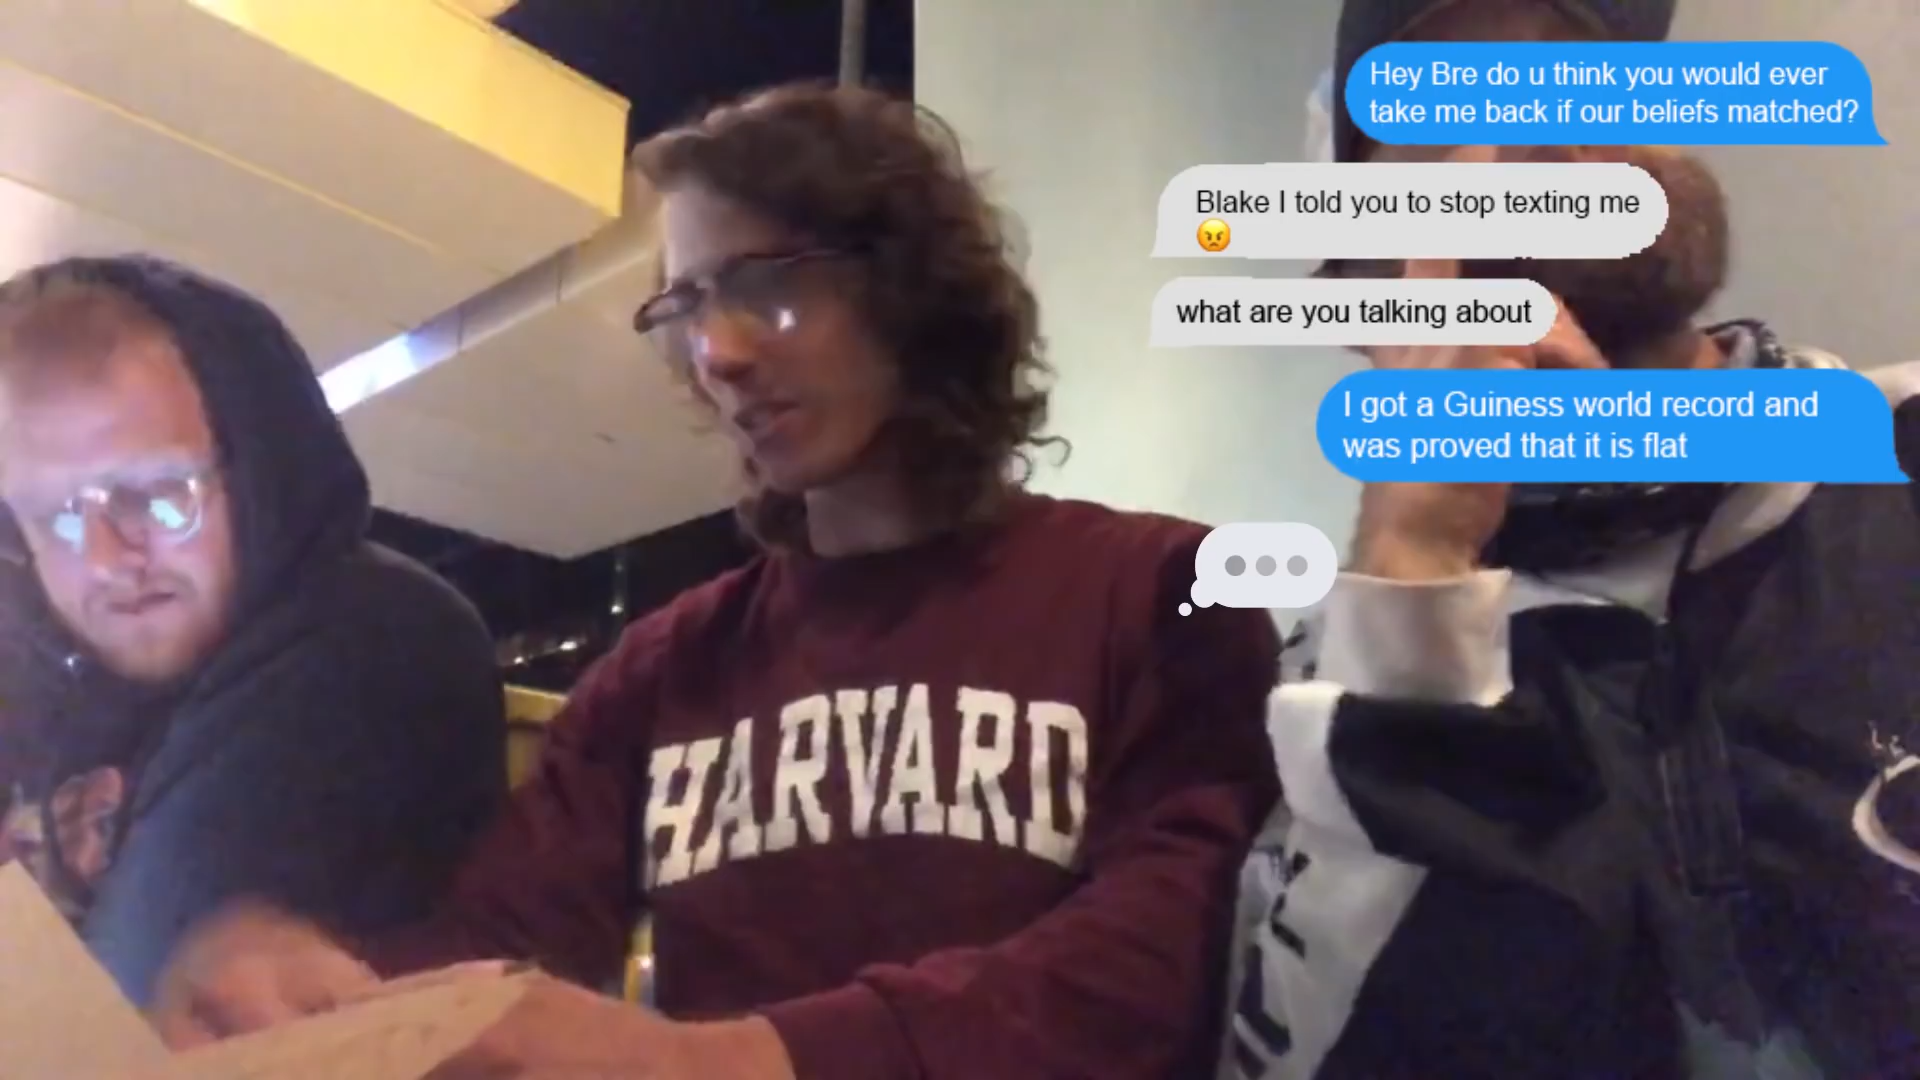 Hey Bre do u think you would ever
take me back if our beliefs matched?
Blake I told you to stop texting me
😠
what are you talking about
I got a Guiness world record and
was proved that it is flat
HARVARD